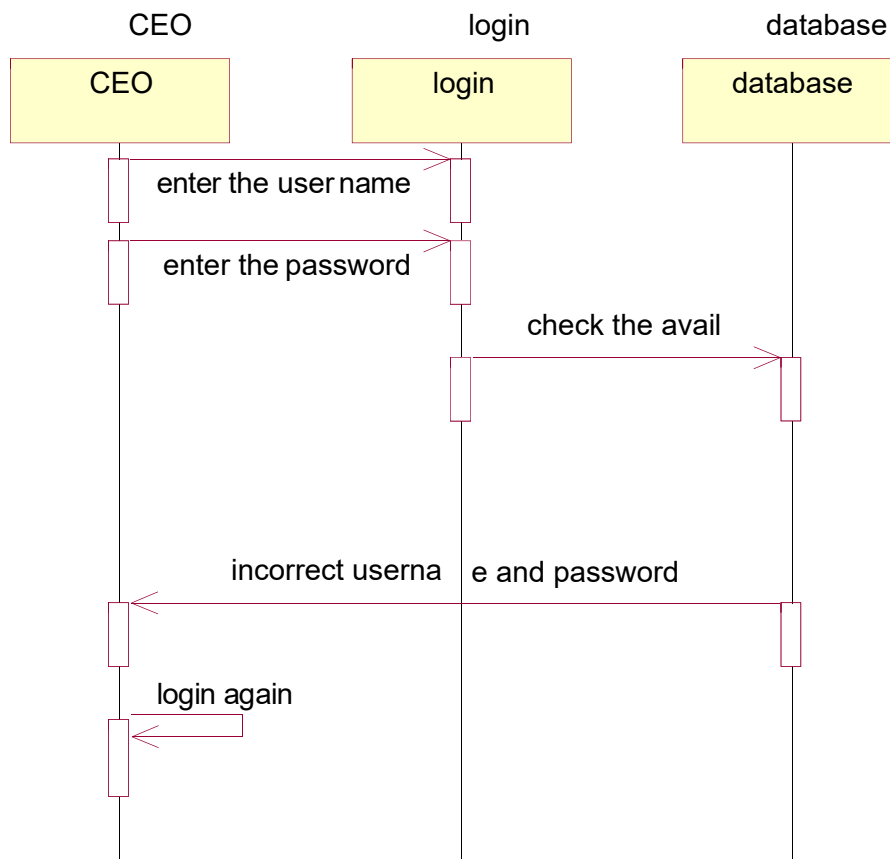 CEO login database
CEO login database
enter the user name
enter the password
check the avail
incorrect userna e and password
login again